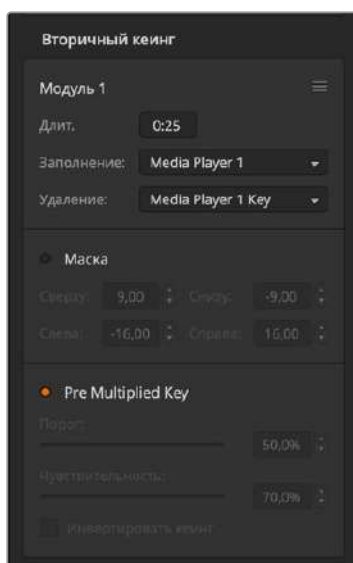 Вторичный кеинг
Модуль 1
Длит. 0:25
Заполнение: Media Player 1
Удаление: Media Player 1 Key
Маска
Сверху: 9,00 Снизу: -9,00
Слева: -16,00 Справа: 16,00
Pre Multiplied Key
Порог:
50,0%
Чувствительность:
70,0%
Инвертировать кеинг